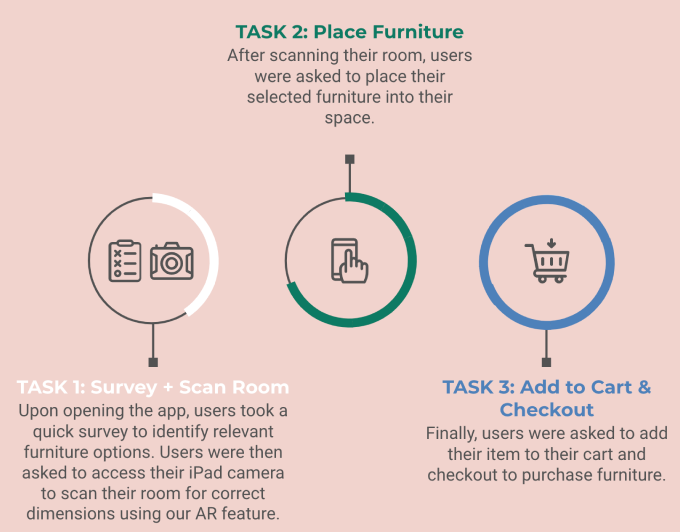 TASK 2: Place Furniture
After scanning their room, users
were asked to place their
selected furniture into their
space.
TASK 1: Survey + Scan Room
Upon opening the app, users took a
quick survey to identify relevant
furniture options. Users were then
asked to access their iPad camera
to scan their room for correct
dimensions using our AR feature.
TASK 3: Add to Cart &
Checkout
Finally, users were asked to add
their item to their cart and
checkout to purchase furniture.